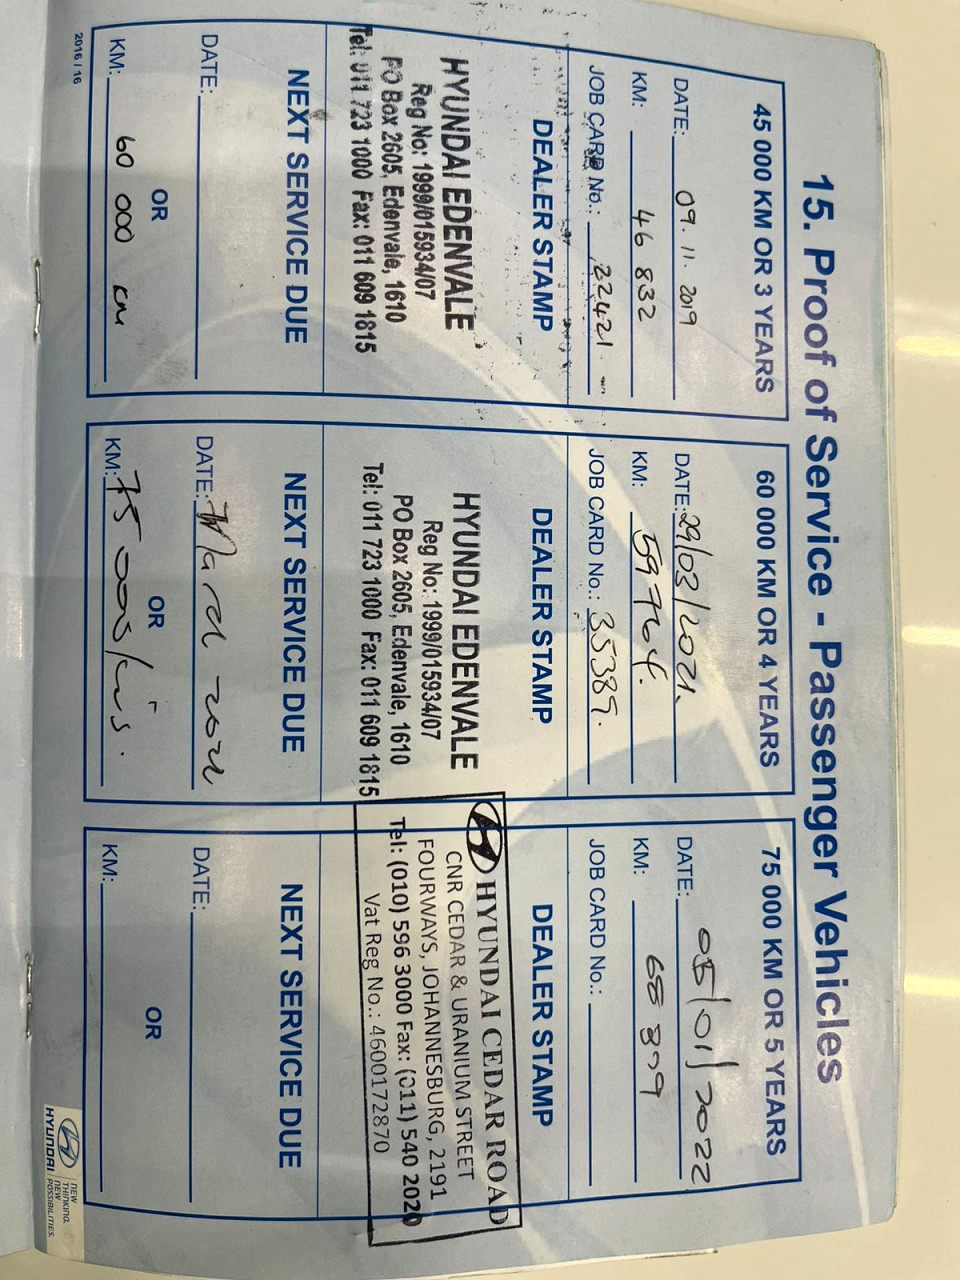 15. Proof of Service - Passenger Vehicles
45 000 KM OR 3 YEARS
DATE: 09.11.2019
KM: 46 832
JOB CARD No.: 22421
DEALER STAMP
HYUNDAI EDENVALE
Reg No: 1999/015934/07
PO Box 2605, Edenvale, 1610
Tel: 011 723 1000 Fax: 011 609 1815
NEXT SERVICE DUE
DATE:
OR
KM: 60 000 km
60 000 KM OR 4 YEARS
DATE: 29/03/2021.
KM: 59764.
JOB CARD No.: 35389.
DEALER STAMP
HYUNDAI EDENVALE
Reg No: 1999/015934/07
PO Box 2605, Edenvale, 1610
Tel: 011 723 1000 Fax: 011 609 1815
NEXT SERVICE DUE
DATE: March 2022
OR
KM: 75 000
75 000 KM OR 5 YEARS
DATE: /01/2022
KM:
JOB CARD No.:
DEALER STAMP
HYUNDAI CEDAR ROAD
CNR CEDAR & URANIUM STREET
FOURWAYS, JOHANNESBURG, 2191
Tel: (010) 596 3000 Fax: (011) 540 2020
Vat Reg No.: 4600172870
NEXT SERVICE DUE
DATE:
OR
KM:
2016 / 16
HYUNDAI
NEW
THINKING.
NEW
POSSIBILITIES.